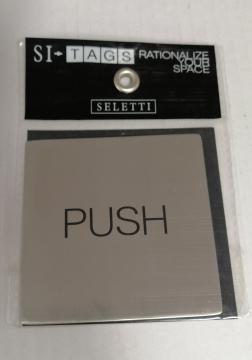 SI TAGS RATIONALIZE
YOUR
SPACE
SELETTI
PUSH